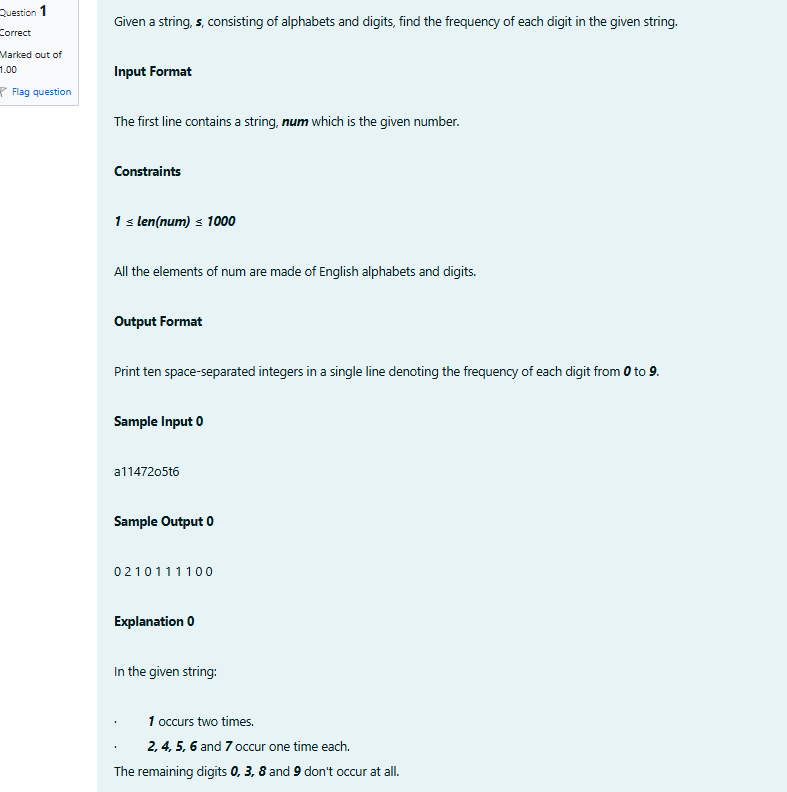 Question 1
Correct
Marked out of
1.00
Flag question
Given a string, s, consisting of alphabets and digits, find the frequency of each digit in the given string.
Input Format
The first line contains a string, num which is the given number.
Constraints
1 ≤ len(num) ≤ 1000
All the elements of num are made of English alphabets and digits.
Output Format
Print ten space-separated integers in a single line denoting the frequency of each digit from 0 to 9.
Sample Input 0
a11472o5t6
Sample Output 0
0 2 1 0 1 1 1 1 0 0
Explanation 0
In the given string:
· 1 occurs two times.
· 2, 4, 5, 6 and 7 occur one time each.
The remaining digits 0, 3, 8 and 9 don't occur at all.